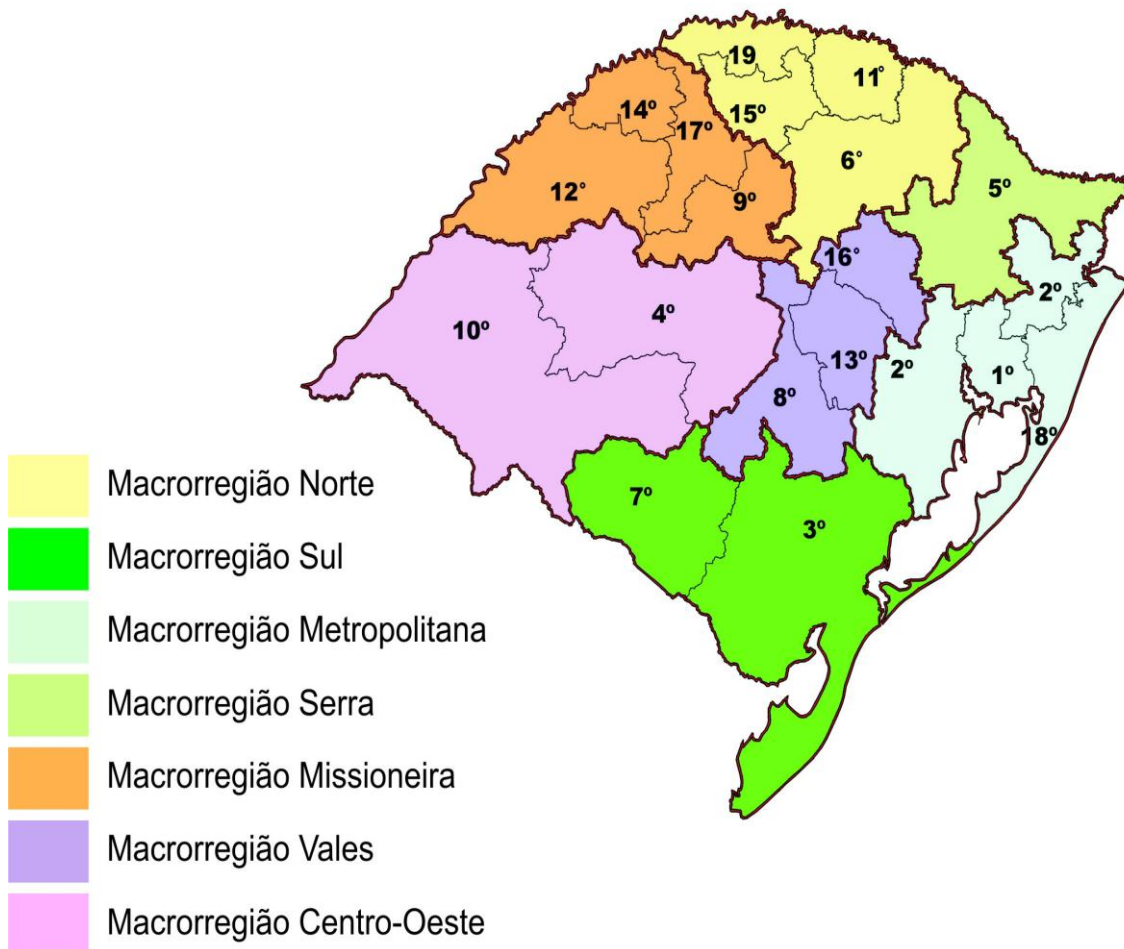 19
11°
14º
15º
17º
6°
12°
9º
5º
16°
2º
4º
10º
13º
2º
1º
8º
18º
7º
3º
Macrorregião Norte
Macrorregião Sul
Macrorregião Metropolitana
Macrorregião Serra
Macrorregião Missioneira
Macrorregião Vales
Macrorregião Centro-Oeste